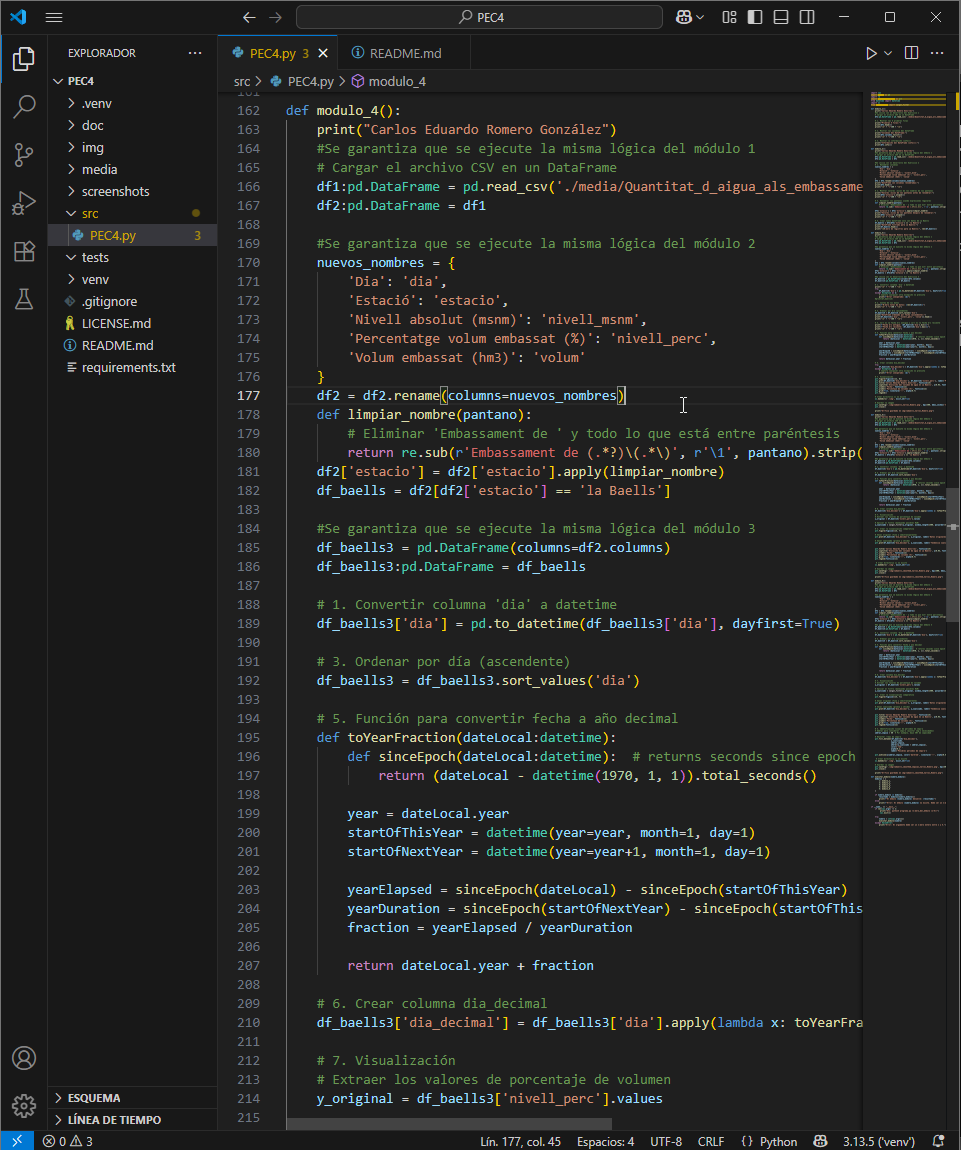 PEC4
EXPLORADOR
PEC4.py 3
README.md
PEC4
src > PEC4.py > modulo_4
.venv
doc
img
media
screenshots
src
PEC4.py 3
tests
venv
.gitignore
LICENSE.md
README.md
requirements.txt
161
162 def modulo_4():
163 print("Carlos Eduardo Romero González")
164 #Se garantiza que se ejecute la misma lógica del módulo 1
165 # Cargar el archivo CSV en un DataFrame
166 df1:pd.DataFrame = pd.read_csv('./media/Quantitat_d_aigua_als_embassame
167 df2:pd.DataFrame = df1
168
169 #Se garantiza que se ejecute la misma lógica del módulo 2
170 nuevos_nombres = {
171 'Dia': 'dia',
172 'Estació': 'estacio',
173 'Nivell absolut (msnm)': 'nivell_msnm',
174 'Percentatge volum embassat (%)': 'nivell_perc',
175 'Volum embassat (hm3)': 'volum'
176 }
177 df2 = df2.rename(columns=nuevos_nombres)
178 def limpiar_nombre(pantano):
179 # Eliminar 'Embassament de ' y todo lo que está entre paréntesis
180 return re.sub(r'Embassament de (.*?)\(.*\)', r'\1', pantano).strip(
181 df2['estacio'] = df2['estacio'].apply(limpiar_nombre)
182 df_baells = df2[df2['estacio'] == 'la Baells']
183
184 #Se garantiza que se ejecute la misma lógica del módulo 3
185 df_baells3 = pd.DataFrame(columns=df2.columns)
186 df_baells3:pd.DataFrame = df_baells
187
188 # 1. Convertir columna 'dia' a datetime
189 df_baells3['dia'] = pd.to_datetime(df_baells3['dia'], dayfirst=True)
190
191 # 3. Ordenar por día (ascendente)
192 df_baells3 = df_baells3.sort_values('dia')
193
194 # 5. Función para convertir fecha a año decimal
195 def toYearFraction(dateLocal:datetime):
196 def sinceEpoch(dateLocal:datetime): # returns seconds since epoch
197 return (dateLocal - datetime(1970, 1, 1)).total_seconds()
198
199 year = dateLocal.year
200 startOfThisYear = datetime(year=year, month=1, day=1)
201 startOfNextYear = datetime(year=year+1, month=1, day=1)
202
203 yearElapsed = sinceEpoch(dateLocal) - sinceEpoch(startOfThisYear)
204 yearDuration = sinceEpoch(startOfNextYear) - sinceEpoch(startOfThis
205 fraction = yearElapsed / yearDuration
206
207 return dateLocal.year + fraction
208
209 # 6. Crear columna dia_decimal
210 df_baells3['dia_decimal'] = df_baells3['dia'].apply(lambda x: toYearFra
211
212 # 7. Visualización
213 # Extraer los valores de porcentaje de volumen
214 y_original = df_baells3['nivell_perc'].values
215
ESQUEMA
LÍNEA DE TIEMPO
0 3
Lín. 177, col. 45 Espacios: 4 UTF-8 CRLF {} Python 3.13.5 ('venv')